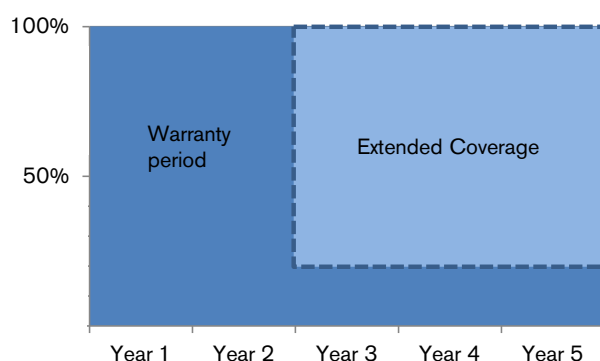 100%
Warranty
period
Extended Coverage
50%
Year 1 Year 2 Year 3 Year 4 Year 5